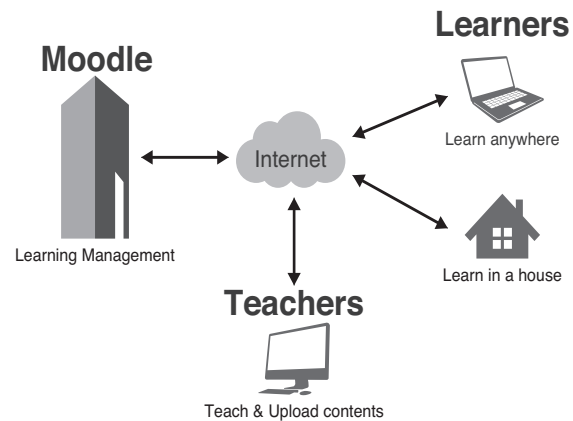 Learners
Moodle
Learn anywhere
Internet
Learning Management
Learn in a house
Teachers
Teach & Upload contents